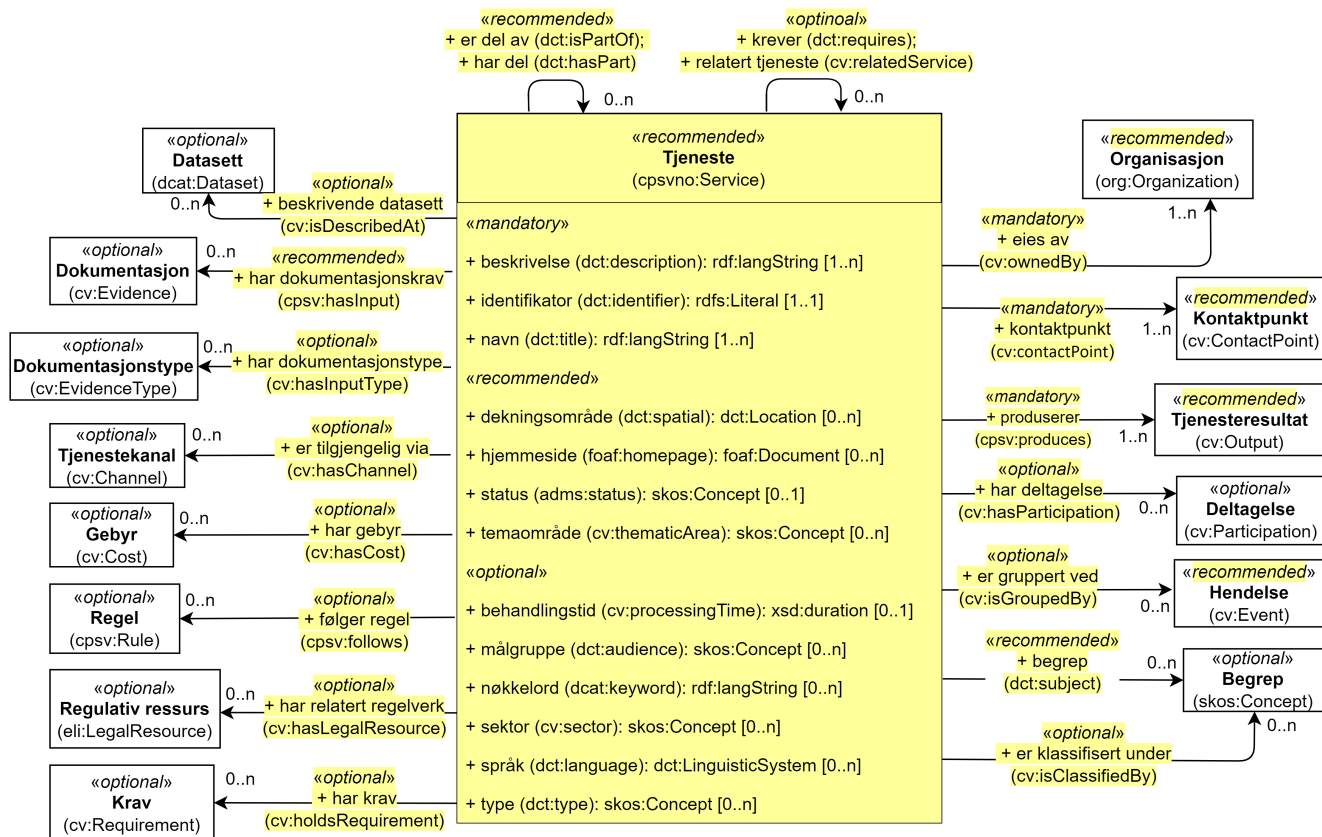 «recommended»
+ er del av (dct:isPartOf);
+ har del (dct:hasPart)
0..n
«optinoal»
+ krever (dct:requires);
+ relatert tjeneste (cv:relatedService)
0..n
«optional»
Datasett
(dcat:Dataset)
0..n
«optional»
+ beskrivende datasett
(cv:isDescribedAt)
«optional»
Dokumentasjon
(cv:Evidence)
0..n
«recommended»
+ har dokumentasjonskrav
(cpsv:hasInput)
«optional»
Dokumentasjonstype
(cv:EvidenceType)
0..n
«optional»
+ har dokumentasjonstype
(cv:hasInputType)
«optional»
Tjenestekanal
(cv:Channel)
0..n
«optional»
+ er tilgjengelig via
(cv:hasChannel)
«optional»
Gebyr
(cv:Cost)
0..n
«optional»
+ har gebyr
(cv:hasCost)
«optional»
Regel
(cpsv:Rule)
0..n
«optional»
+ følger regel
(cpsv:follows)
«optional»
Regulativ ressurs
(eli:LegalResource)
0..n
«optional»
+ har relatert regelverk
(cv:hasLegalResource)
«optional»
Krav
(cv:Requirement)
0..n
«optional»
+ har krav
(cv:holdsRequirement)
«recommended»
Tjeneste
(cpsvno:Service)
«mandatory»
+ beskrivelse (dct:description): rdf:langString [1..n]
+ identifikator (dct:identifier): rdfs:Literal [1..1]
+ navn (dct:title): rdf:langString [1..n]
«recommended»
+ dekningsområde (dct:spatial): dct:Location [0..n]
+ hjemmeside (foaf:homepage): foaf:Document [0..n]
+ status (adms:status): skos:Concept [0..1]
+ temaområde (cv:thematicArea): skos:Concept [0..n]
«optional»
+ behandlingstid (cv:processingTime): xsd:duration [0..1]
+ målgruppe (dct:audience): skos:Concept [0..n]
+ nøkkelord (dcat:keyword): rdf:langString [0..n]
+ sektor (cv:sector): skos:Concept [0..n]
+ språk (dct:language): dct:LinguisticSystem [0..n]
+ type (dct:type): skos:Concept [0..n]
«recommended»
Organisasjon
(org:Organization)
1..n
«mandatory»
+ eies av
(cv:ownedBy)
«recommended»
Kontaktpunkt
(cv:ContactPoint)
1..n
«mandatory»
+ kontaktpunkt
(cv:contactPoint)
«recommended»
Tjenesteresultat
(cv:Output)
1..n
«mandatory»
+ produserer
(cpsv:produces)
«optional»
Deltagelse
(cv:Participation)
0..n
«optional»
+ har deltagelse
(cv:hasParticipation)
«recommended»
Hendelse
(cv:Event)
0..n
«optional»
+ er gruppert ved
(cv:isGroupedBy)
«optional»
Begrep
(skos:Concept)
0..n
«recommended»
+ begrep
(dct:subject)
0..n
«optional»
+ er klassifisert under
(cv:isClassifiedBy)